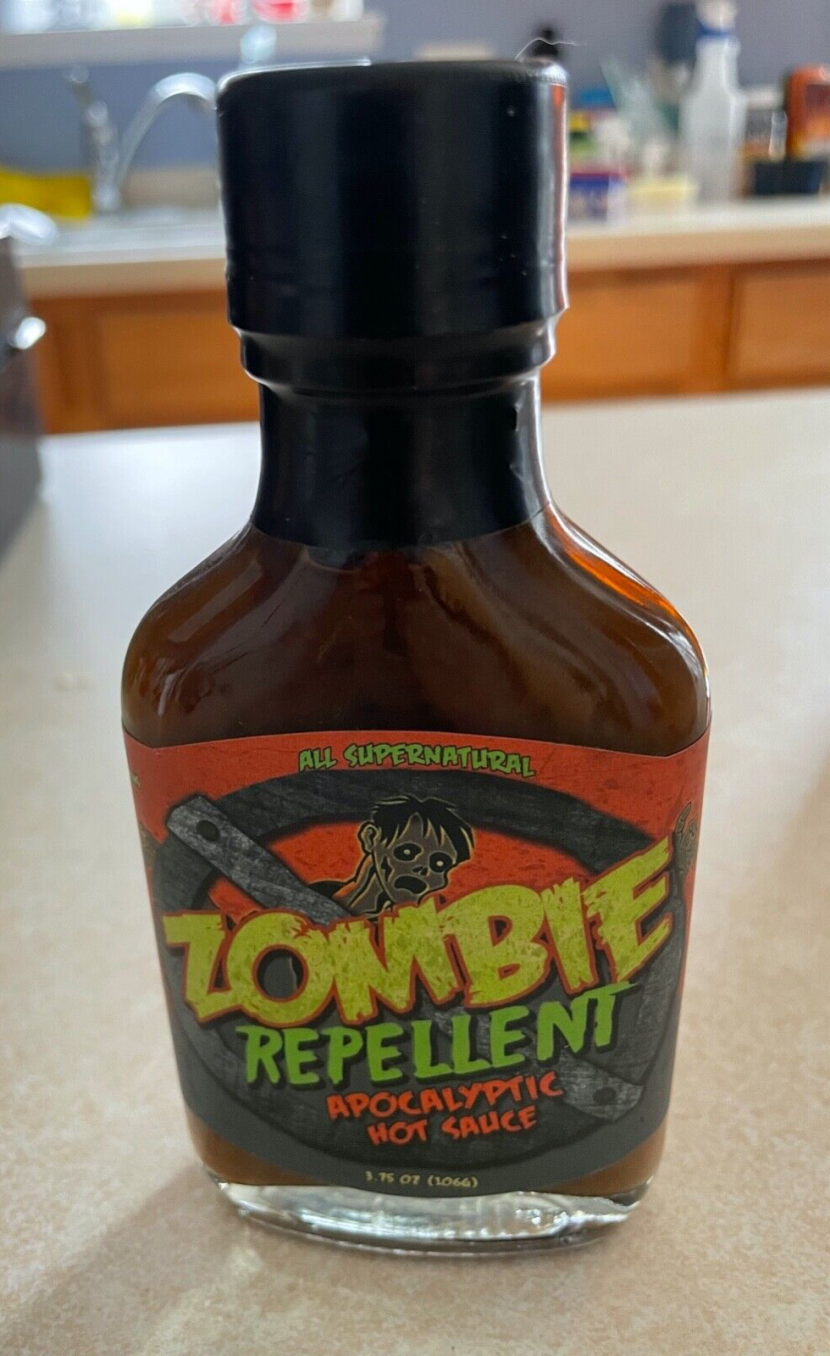 ALL SUPERNATURAL
ZOMBIE
REPELLENT
APOCALYPTIC
HOT SAUCE
3.75 OZ (106G)